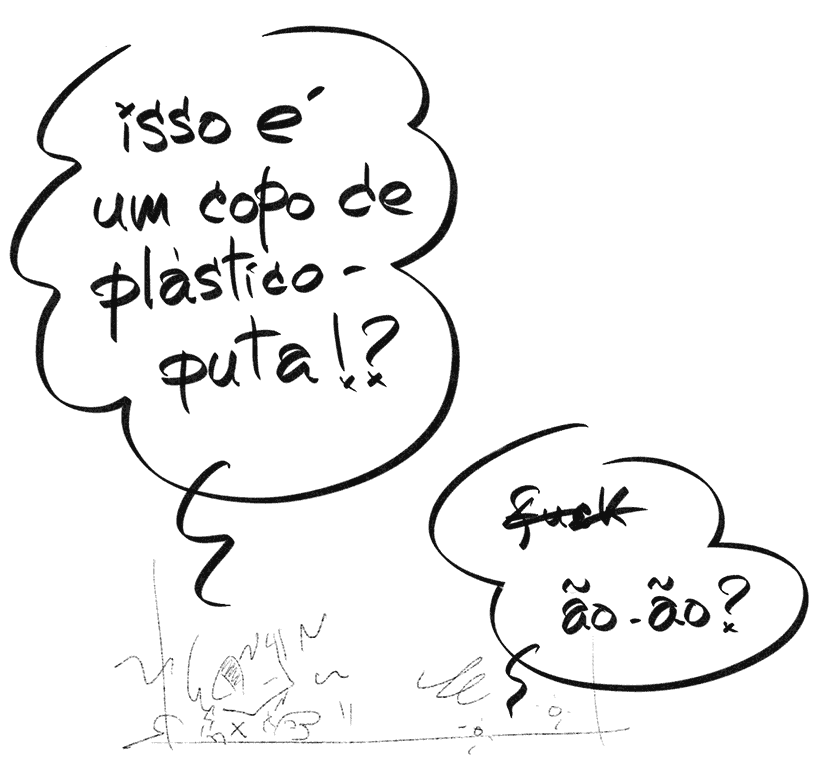 isso é
um copo de
plástico -
puta!?
fuck
ão-ão?